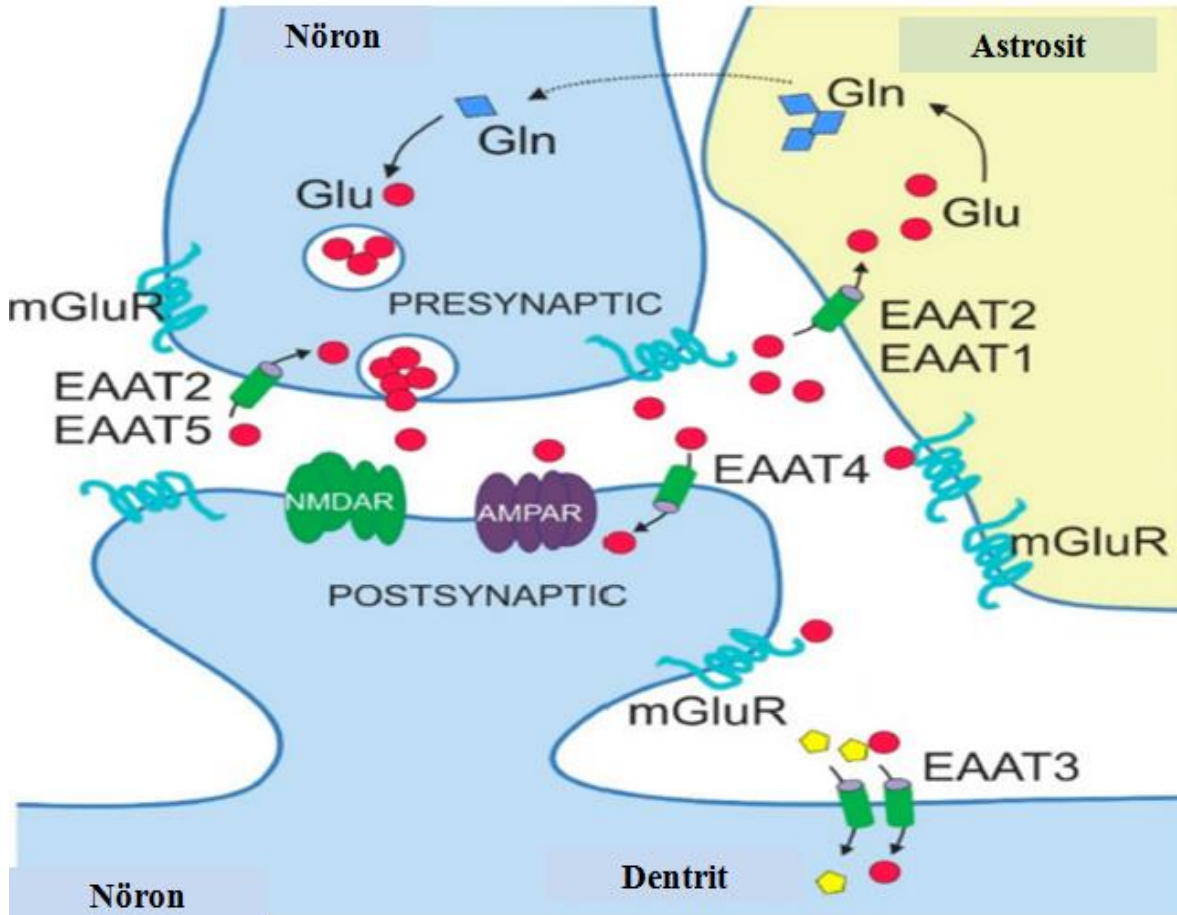 Nöron
Astrosit
Gln
Gln
Glu
Glu
mGluR
PRESYNAPTIC
EAAT2
EAAT1
EAAT2
EAAT5
EAAT4
NMDAR
AMPAR
mGluR
POSTSYNAPTIC
mGluR
EAAT3
Nöron
Dentrit